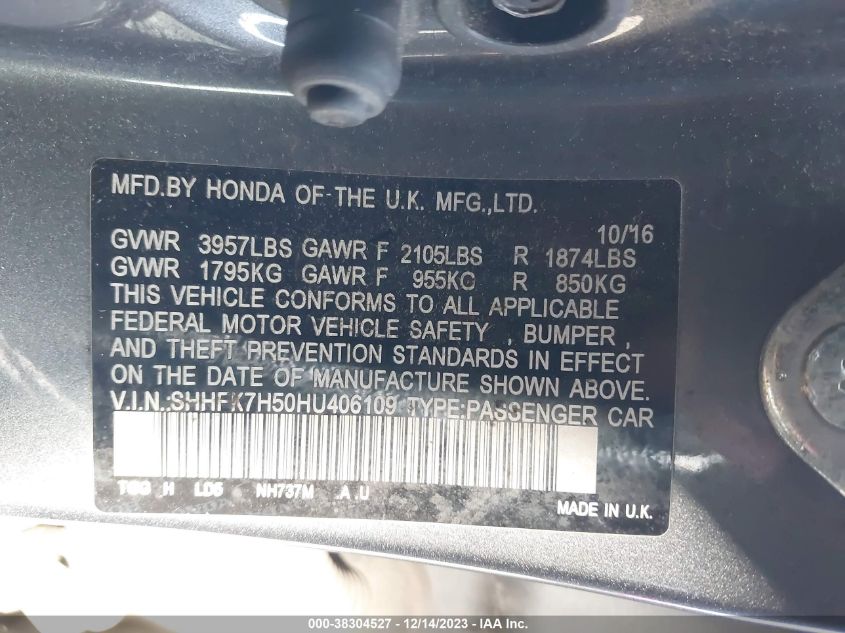 MFD.BY HONDA OF THE U.K. MFG.,LTD.
10/16
GVWR 3957LBS GAWR F 2105LBS R 1874LBS
GVWR 1795KG GAWR F 955KG R 850KG
THIS VEHICLE CONFORMS TO ALL APPLICABLE
FEDERAL MOTOR VEHICLE SAFETY , BUMPER ,
AND THEFT PREVENTION STANDARDS IN EFFECT
ON THE DATE OF MANUFACTURE SHOWN ABOVE.
V.I.N.:SHHFK7H50HU406109 TYPE:PASSENGER CAR
TGG H LD5 NH737M A U
MADE IN U.K.
000-38304527 - 12/14/2023 - IAA Inc.